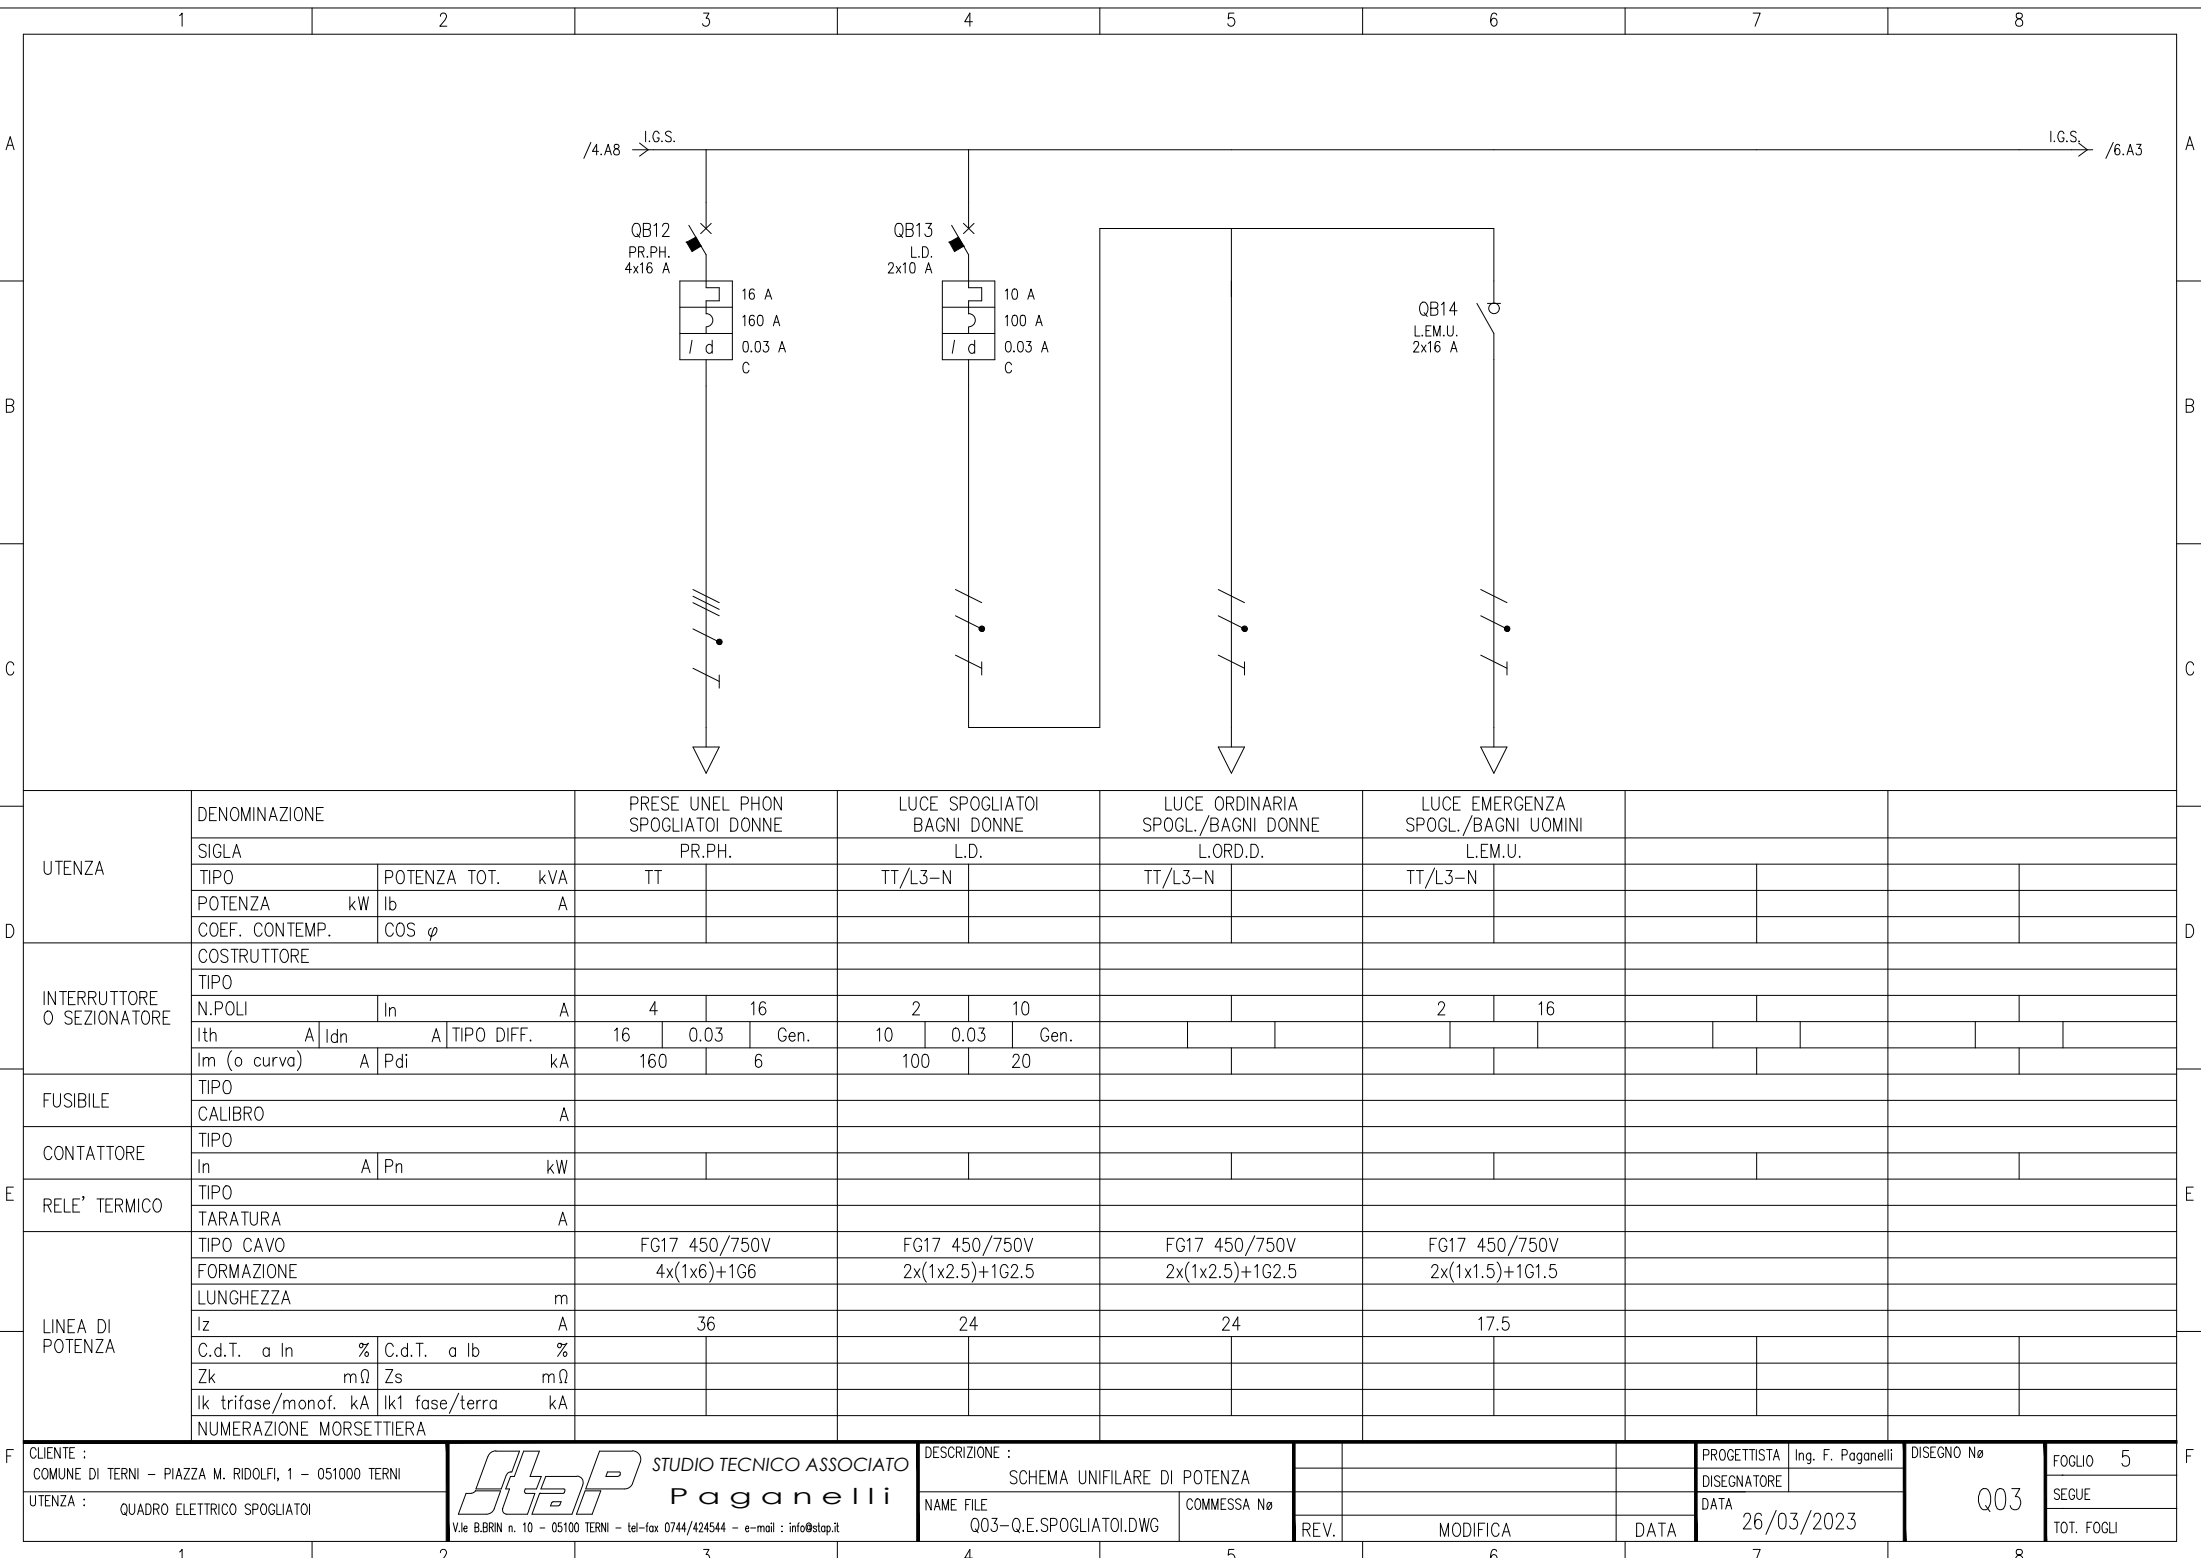 1 2 3 4 5 6 7 8
A A
/4.A8 I.G.S. I.G.S. /6.A3
QB12
PR.PH.
4x16 A
16 A
160 A
I d 0.03 A
C
QB13
L.D.
2x10 A
10 A
100 A
I d 0.03 A
C
QB14
L.EM.U.
2x16 A
B B
C C
UTENZA
DENOMINAZIONE
PRESE UNEL PHON
SPOGLIATOI DONNE
LUCE SPOGLIATOI
BAGNI DONNE
LUCE ORDINARIA
SPOGL./BAGNI DONNE
LUCE EMERGENZA
SPOGL./BAGNI UOMINI
SIGLA PR.PH. L.D. L.ORD.D. L.EM.U.
TIPO POTENZA TOT. kVA TT TT/L3-N TT/L3-N TT/L3-N
POTENZA kW Ib A
COEF. CONTEMP. COS φ
D D
INTERRUTTORE
O SEZIONATORE
COSTRUTTORE
TIPO
N.POLI In A 4 16 2 10 2 16
Ith A Idn A TIPO DIFF. 16 0.03 Gen. 10 0.03 Gen.
Im (o curva) A Pdi kA 160 6 100 20
FUSIBILE
TIPO
CALIBRO A
CONTATTORE
TIPO
In A Pn kW
E E
RELE' TERMICO
TIPO
TARATURA A
LINEA DI
POTENZA
TIPO CAVO FG17 450/750V FG17 450/750V FG17 450/750V FG17 450/750V
FORMAZIONE 4x(1x6)+1G6 2x(1x2.5)+1G2.5 2x(1x2.5)+1G2.5 2x(1x1.5)+1G1.5
LUNGHEZZA m
Iz A 36 24 24 17.5
C.d.T. a In % C.d.T. a Ib %
Zk mΩ Zs mΩ
Ik trifase/monof. kA Ik1 fase/terra kA
NUMERAZIONE MORSETTIERA
F F
CLIENTE :
COMUNE DI TERNI - PIAZZA M. RIDOLFI, 1 - 051000 TERNI
UTENZA : QUADRO ELETTRICO SPOGLIATOI
StaP
STUDIO TECNICO ASSOCIATO
Paganelli
V.le B.BRIN n. 10 - 05100 TERNI - tel-fax 0744/424544 - e-mail : info@stap.it
DESCRIZIONE :
SCHEMA UNIFILARE DI POTENZA
NAME FILE
Q03-Q.E.SPOGLIATOI.DWG
COMMESSA Nø
REV. MODIFICA DATA
PROGETTISTA Ing. F. Paganelli
DISEGNATORE
DATA
26/03/2023
DISEGNO Nø
Q03
FOGLIO 5
SEGUE
TOT. FOGLI
1 2 3 4 5 6 7 8